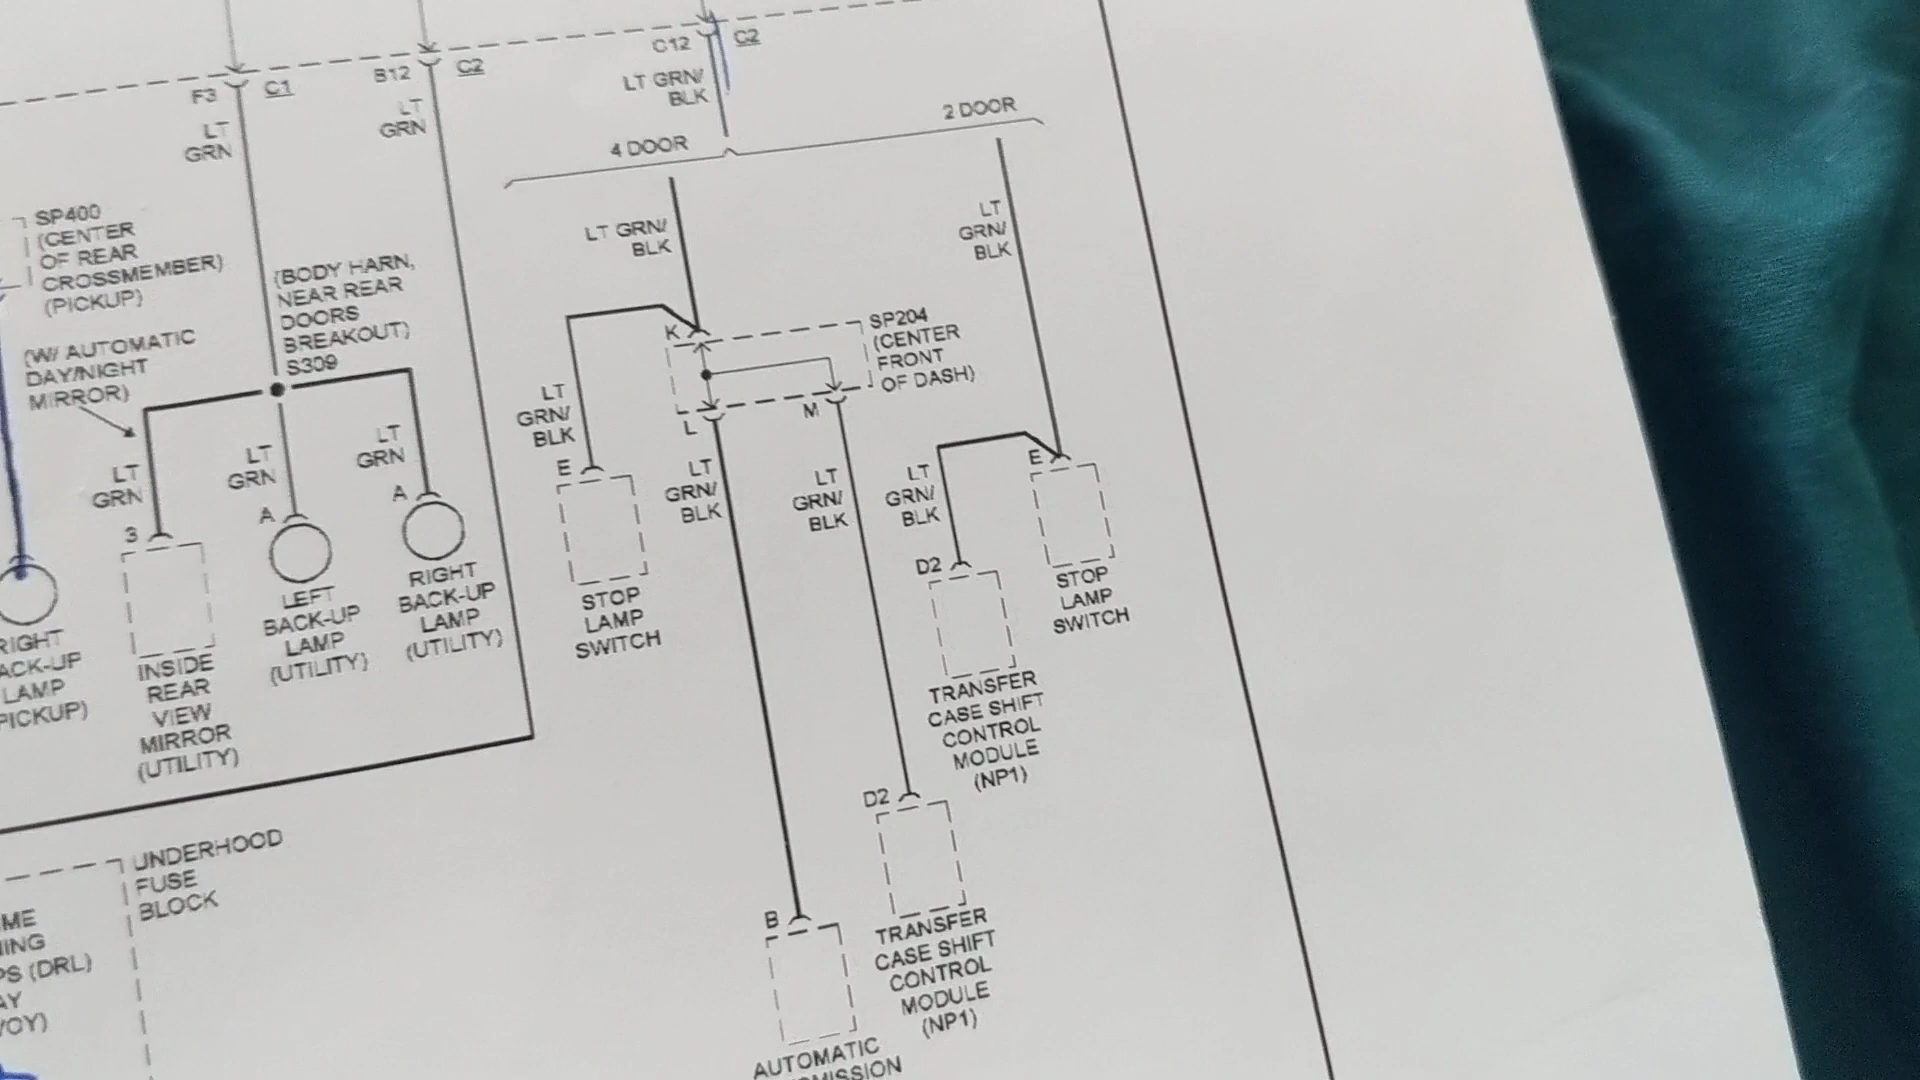 C12
C2
B12
C2
F3
C1
LT GRN/
BLK
LT
GRN
LT
GRN
2 DOOR
4 DOOR
SP400
(CENTER
OF REAR
CROSSMEMBER)
(PICKUP)
(BODY HARN,
NEAR REAR
DOORS
BREAKOUT)
S309
(W/ AUTOMATIC
DAY/NIGHT
MIRROR)
LT GRN/
BLK
LT
GRN/
BLK
K
SP204
(CENTER
FRONT
OF DASH)
L
L
M
LT
GRN/
BLK
LT
GRN
LT
GRN
LT
GRN
3
A
A
E
LT
GRN/
BLK
LT
GRN/
BLK
LT
GRN/
BLK
E
D2
RIGHT
BACK-UP
LAMP
(UTILITY)
LEFT
BACK-UP
LAMP
(UTILITY)
INSIDE
REAR
VIEW
MIRROR
(UTILITY)
RIGHT
ACK-UP
LAMP
PICKUP)
STOP
LAMP
SWITCH
STOP
LAMP
SWITCH
TRANSFER
CASE SHIFT
CONTROL
MODULE
(NP1)
D2
TRANSFER
CASE SHIFT
CONTROL
MODULE
(NP1)
B
AUTOMATIC
UNDERHOOD
FUSE
BLOCK
(DRL)